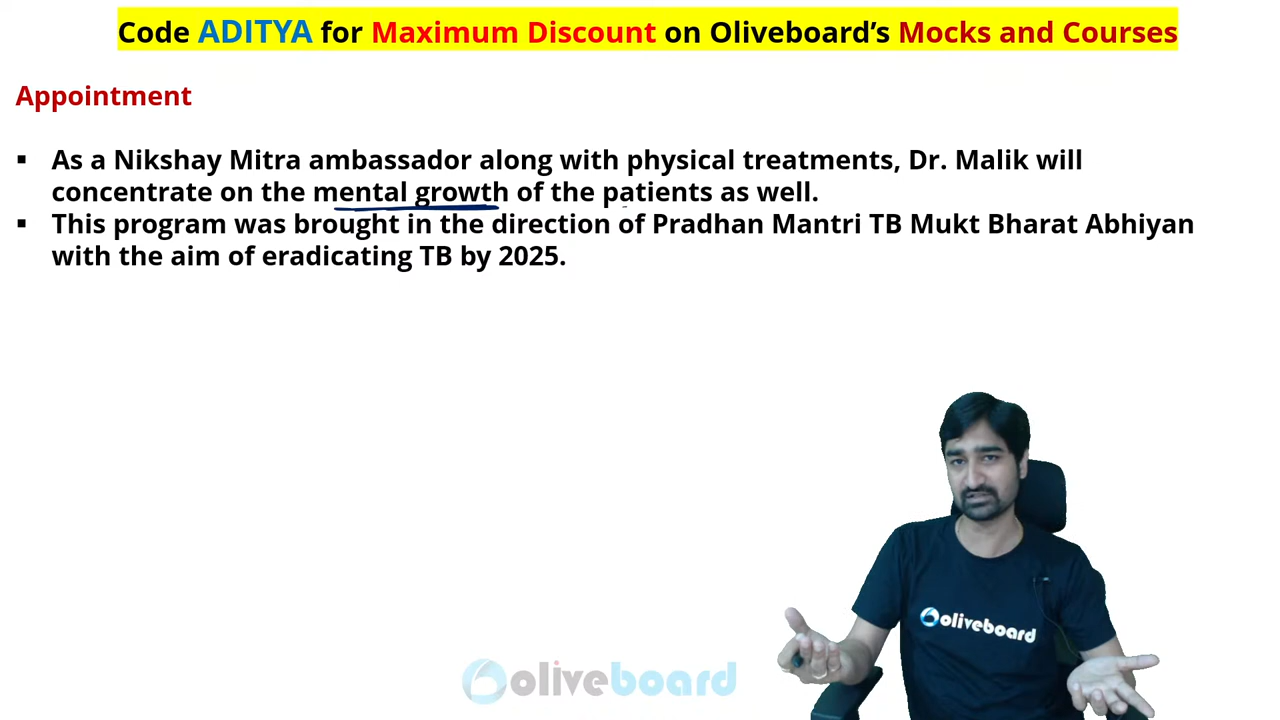 Code ADITYA for Maximum Discount on Oliveboard’s Mocks and Courses
Appointment
▪ As a Nikshay Mitra ambassador along with physical treatments, Dr. Malik will
concentrate on the mental growth of the patients as well.
▪ This program was brought in the direction of Pradhan Mantri TB Mukt Bharat Abhiyan
with the aim of eradicating TB by 2025.
oliveboard
oliveboard